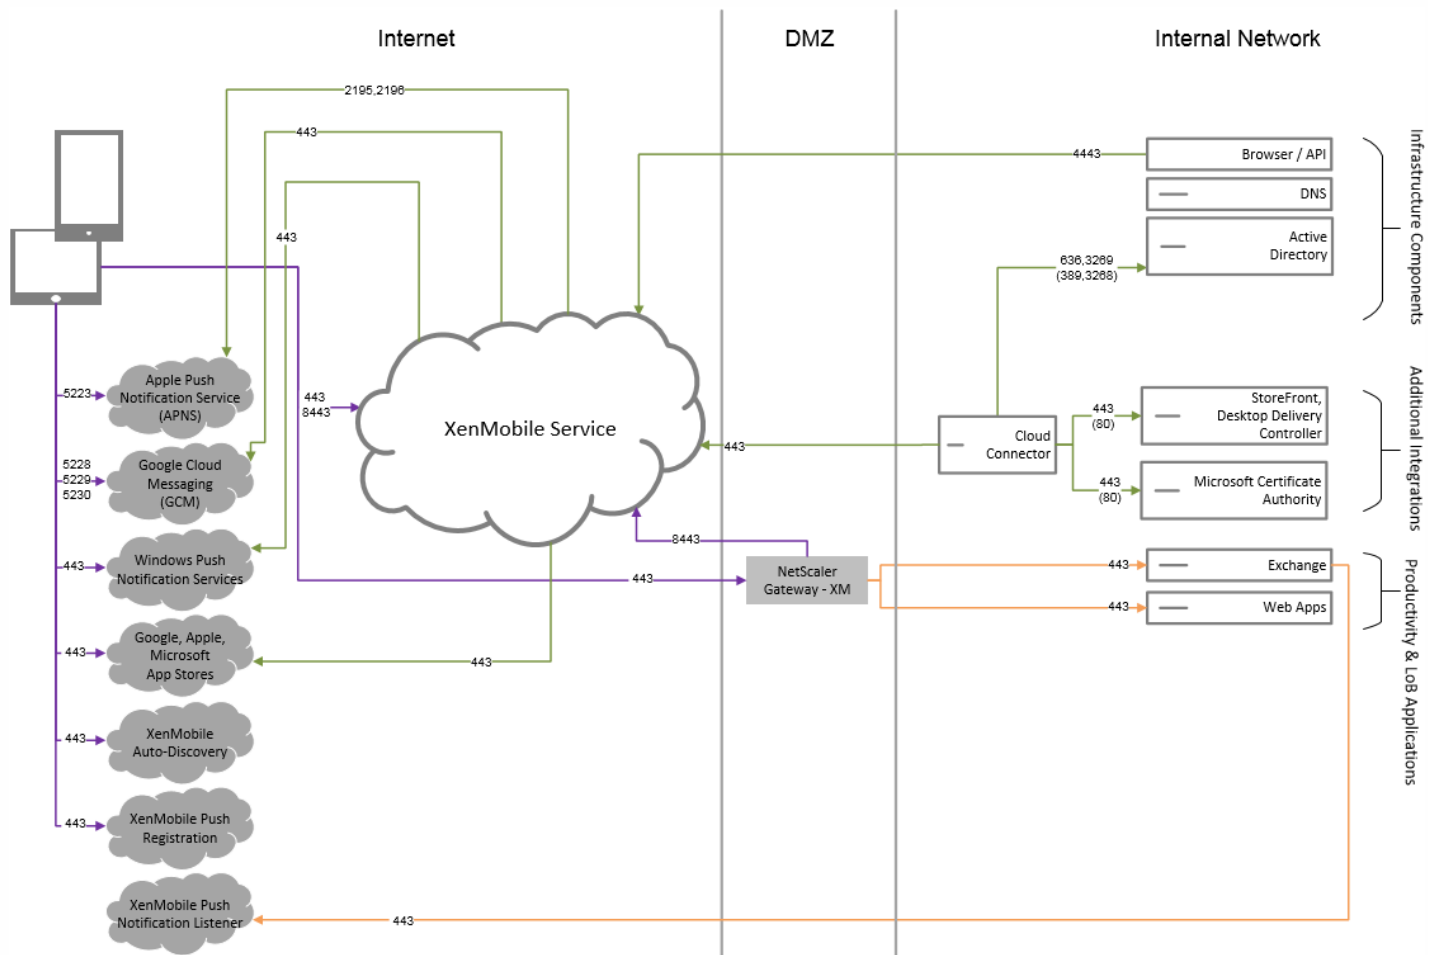 Internet
DMZ
Internal Network
2195,2196
443
443
4443
Browser / API
DNS
Active
Directory
636,3269
(389,3268)
Infrastructure Components
5223
Apple Push
Notification Service
(APNS)
443
8443
XenMobile Service
443
Cloud
Connector
443
(80)
StoreFront,
Desktop Delivery
Controller
443
(80)
Microsoft Certificate
Authority
Additional Integrations
5228
5229
5230
Google Cloud
Messaging
(GCM)
443
Windows Push
Notification Services
8443
443
NetScaler
Gateway - XM
443
Exchange
443
Web Apps
Productivity & LoB Applications
443
Google, Apple,
Microsoft
App Stores
443
443
XenMobile
Auto-Discovery
443
XenMobile Push
Registration
XenMobile Push
Notification Listener
443